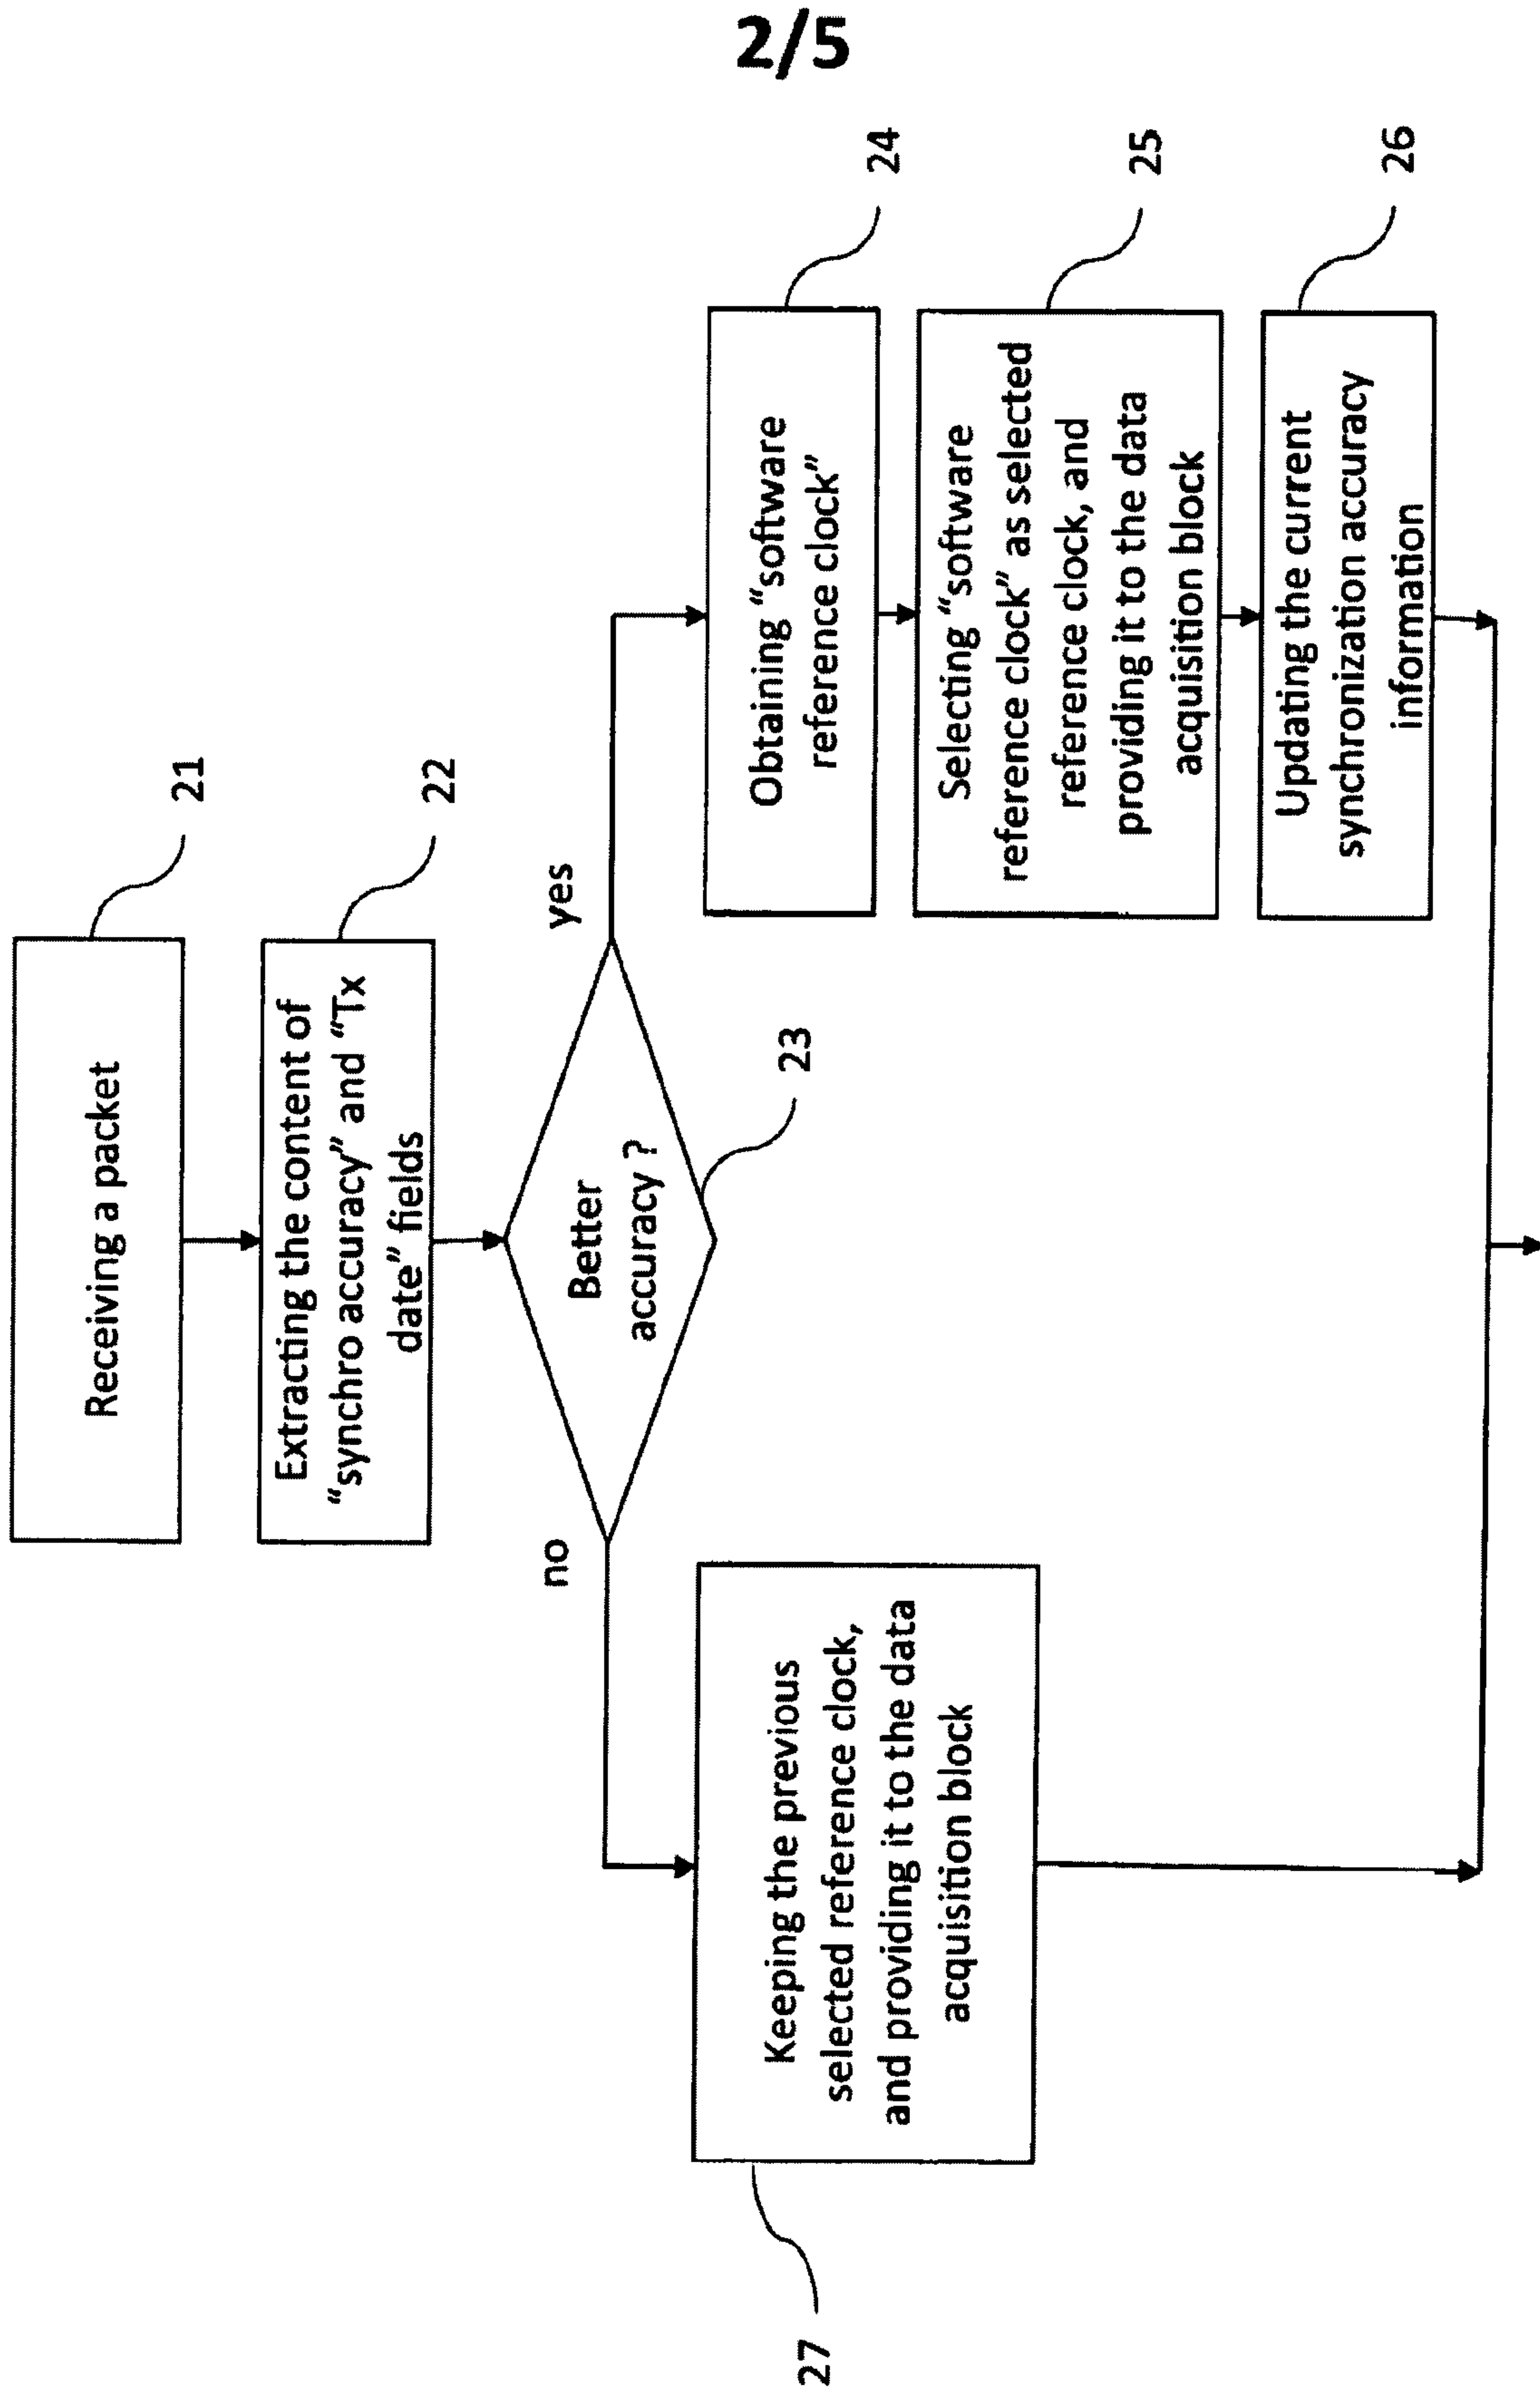 2/5
Receiving a packet
21
Extracting the content of
“synchro accuracy” and “Tx
date” fields
22
Better
accuracy ?
23
yes
no
Obtaining “software
reference clock”
24
Selecting “software
reference clock” as selected
reference clock, and
providing it to the data
acquisition block
25
Updating the current
synchronization accuracy
information
26
Keeping the previous
selected reference clock,
and providing it to the data
acquisition block
27